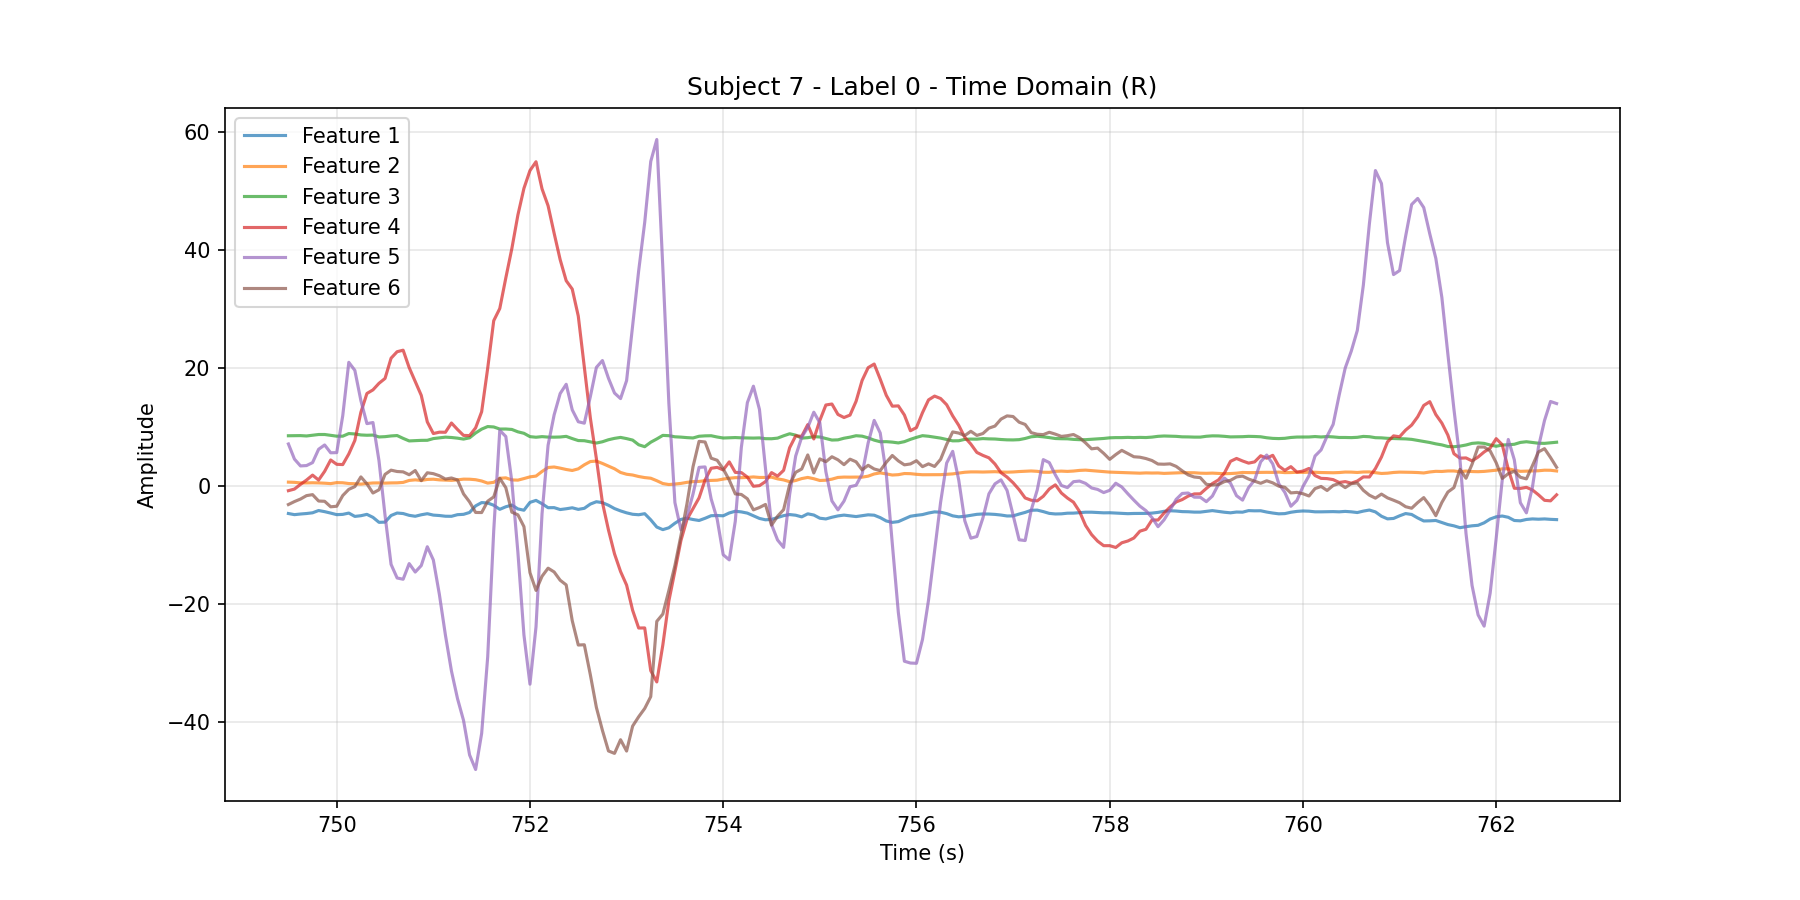 Subject 7 - Label 0 - Time Domain (R)
Feature 1
Feature 2
Feature 3
Feature 4
Feature 5
Feature 6
Amplitude
60
40
20
0
−20
−40
750 752 754 756 758 760 762
Time (s)